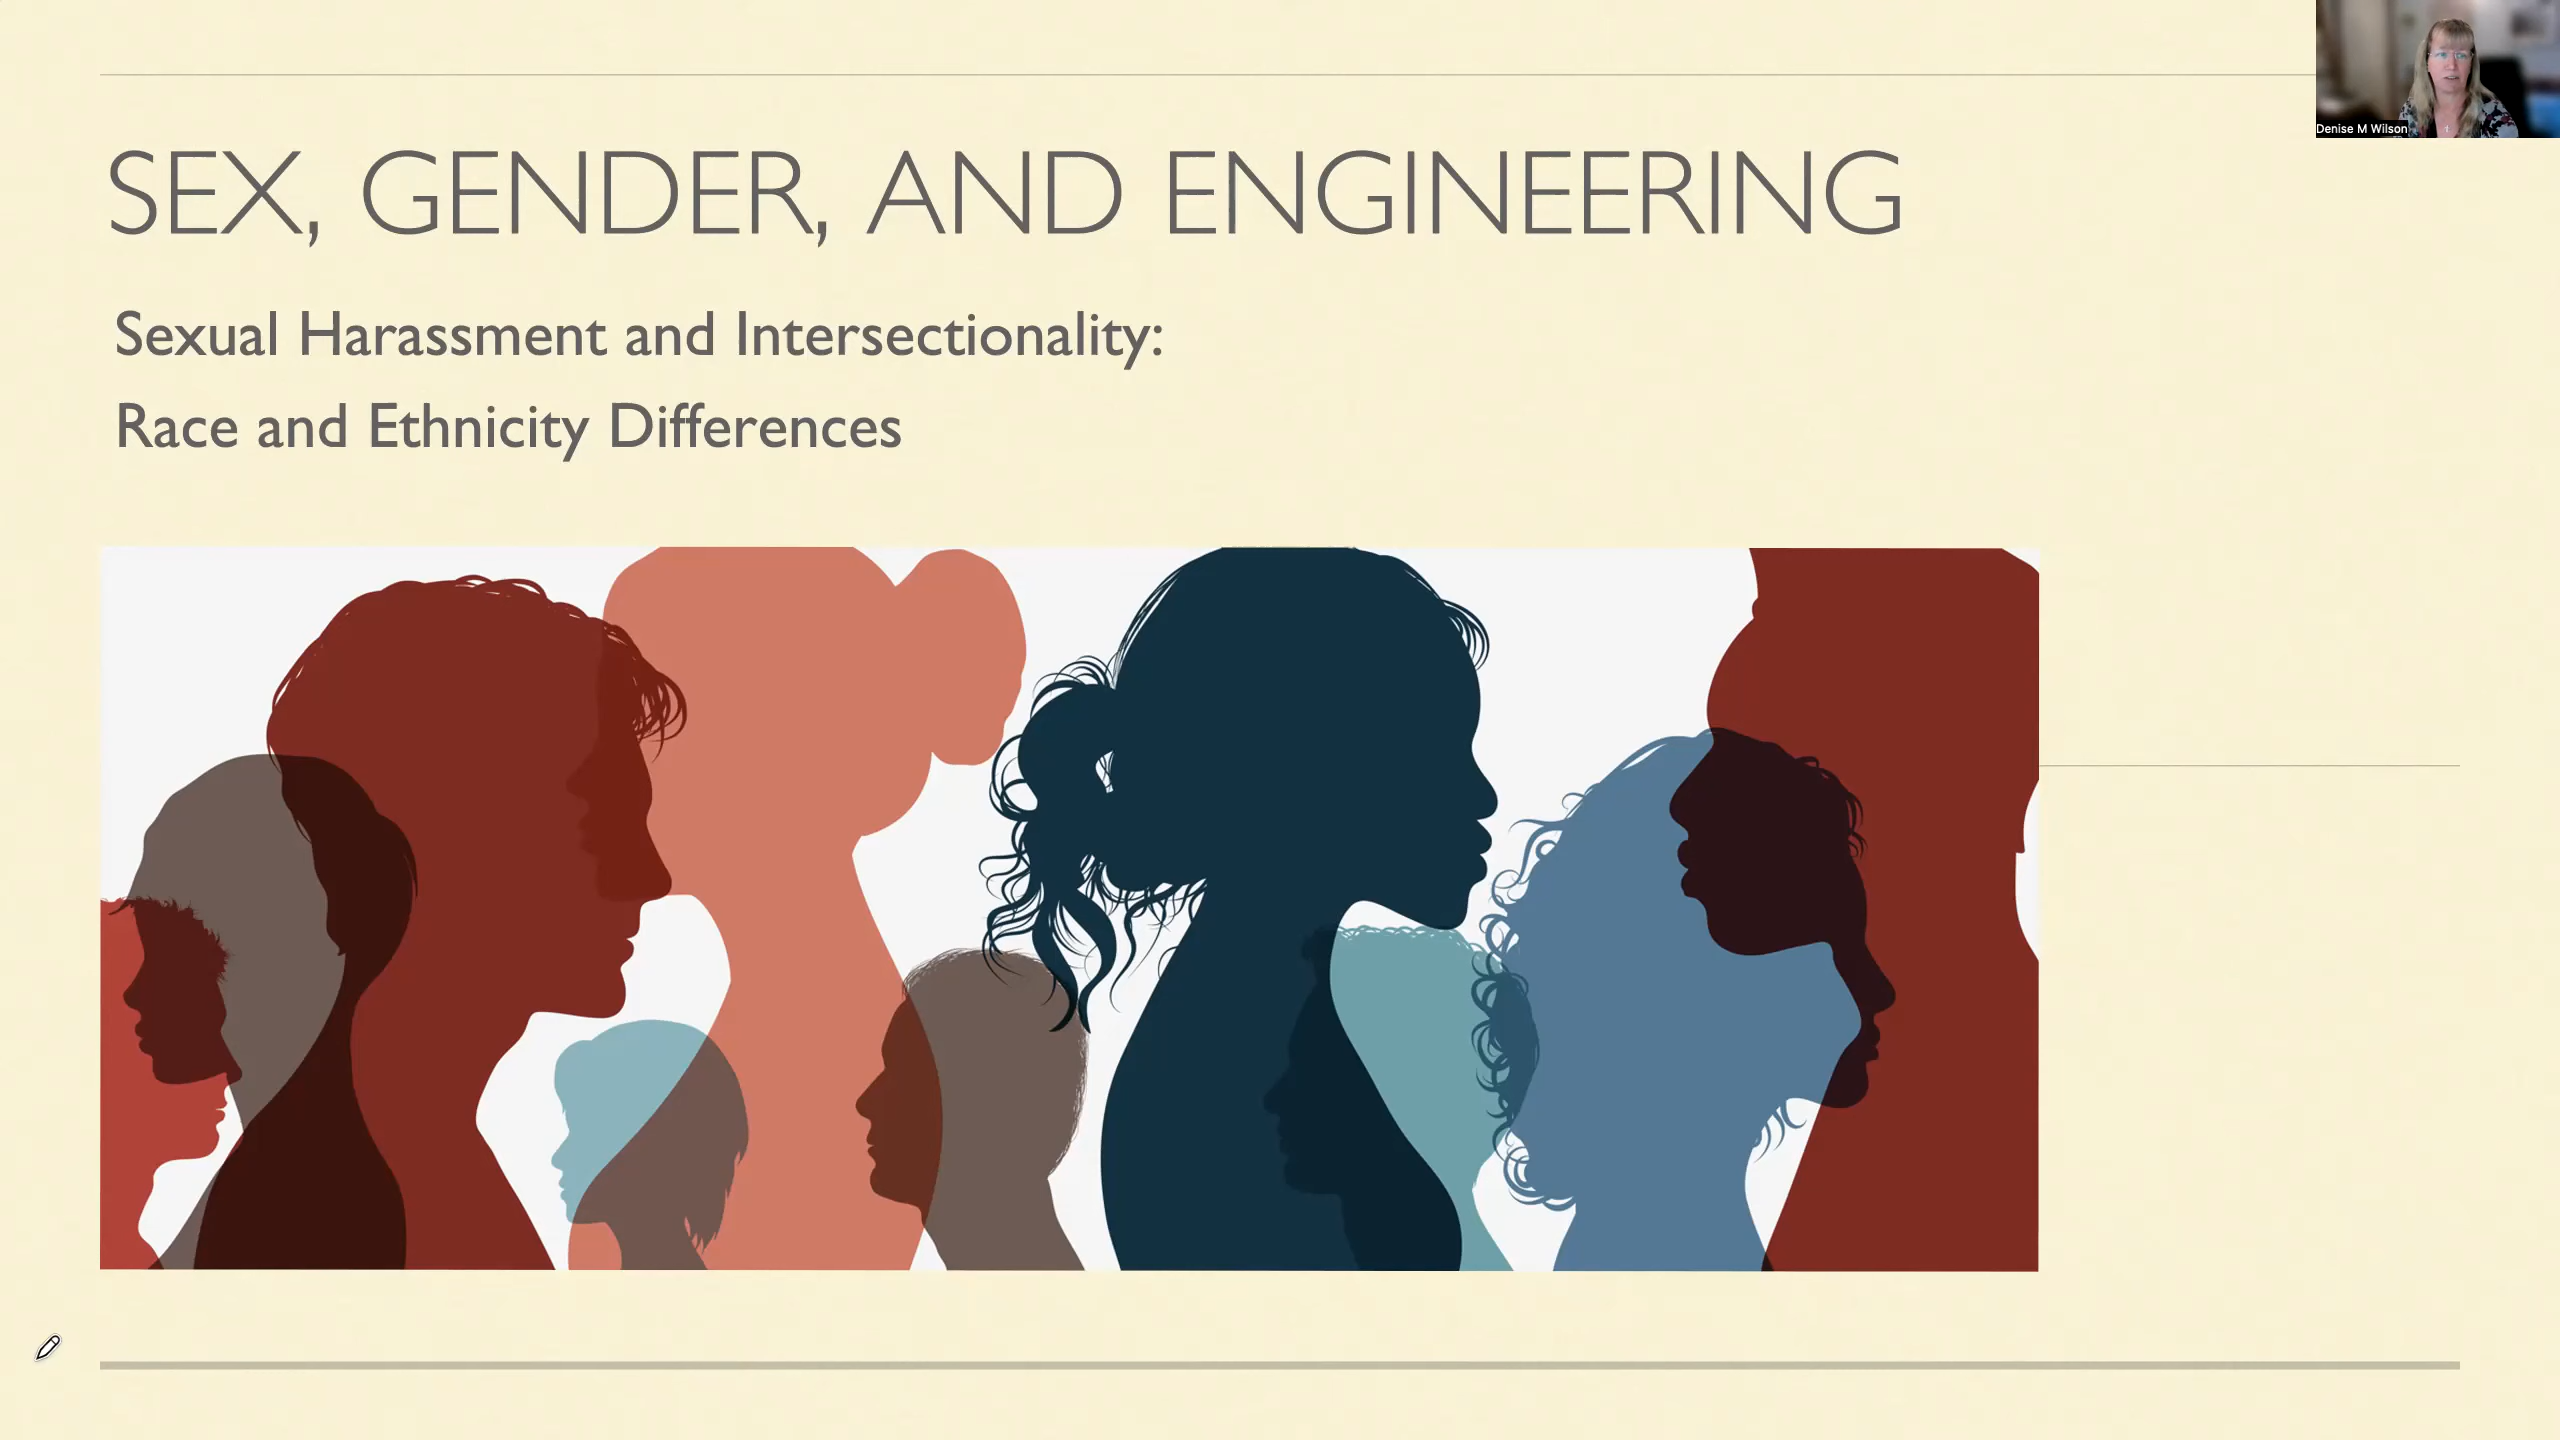 Denise M Wilson
SEX, GENDER, AND ENGINEERING
Sexual Harassment and Intersectionality:
Race and Ethnicity Differences